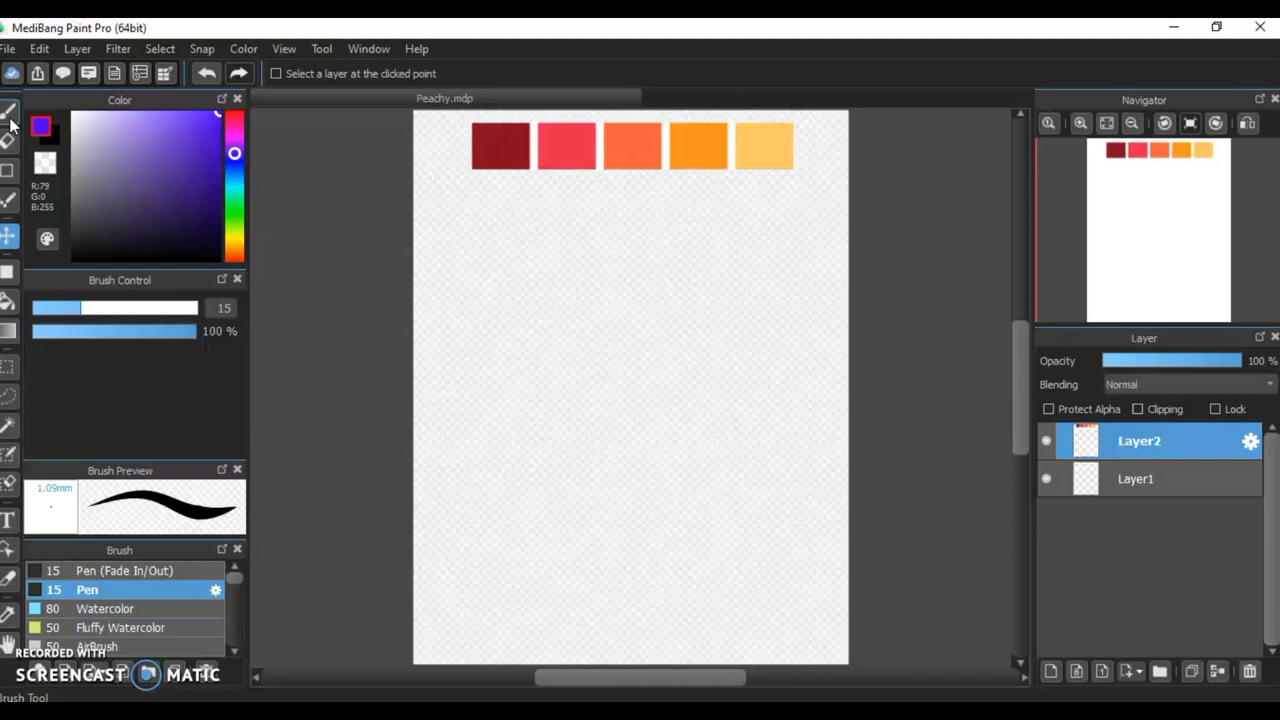 MediBang Paint Pro (64bit)
File Edit Layer Filter Select Snap Color View Tool Window Help
Select a layer at the clicked point
Color
Peachy.mdp
Navigator
R:79
G:0
B:255
Brush Control
15
100 %
Layer
Opacity 100 %
Blending Normal
Protect Alpha Clipping Lock
Layer2
Layer1
Brush Preview
1.09mm
Brush
15 Pen (Fade In/Out)
15 Pen
80 Watercolor
50 Fluffy Watercolor
50 AirBrush
RECORDED WITH
SCREENCAST MATIC
Brush Tool